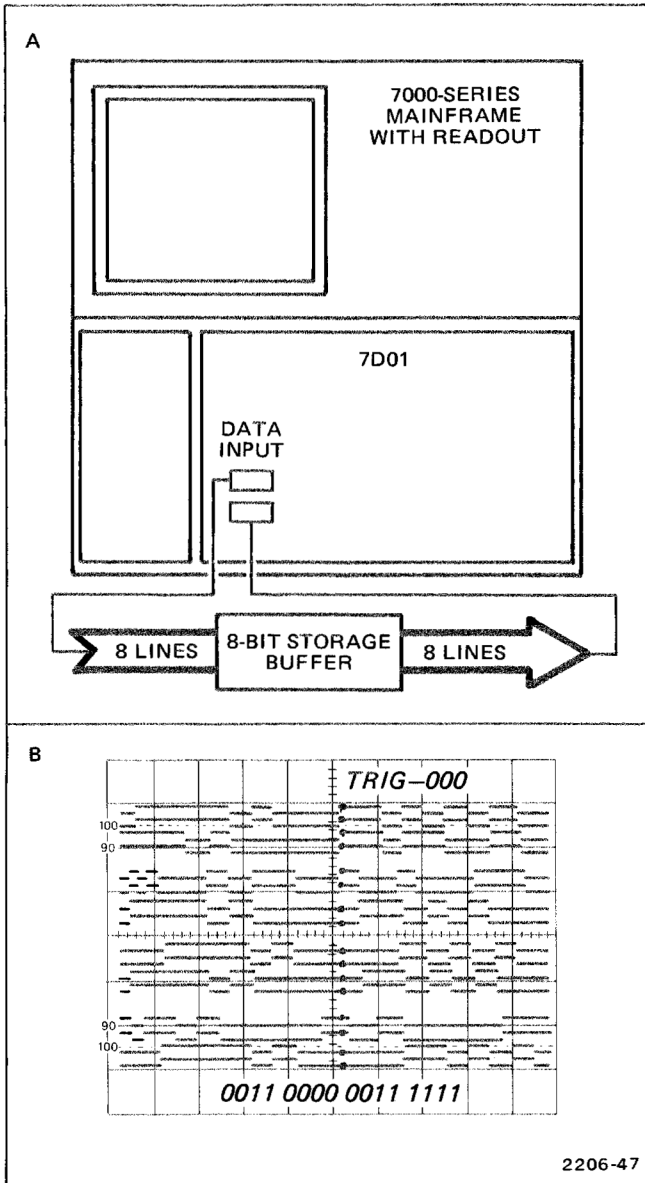 A
7000-SERIES
MAINFRAME
WITH READOUT
7D01
DATA
INPUT
8 LINES
8-BIT STORAGE
BUFFER
8 LINES
B
TRIG–000
100
90
90
100
0011 0000 0011 1111
2206-47